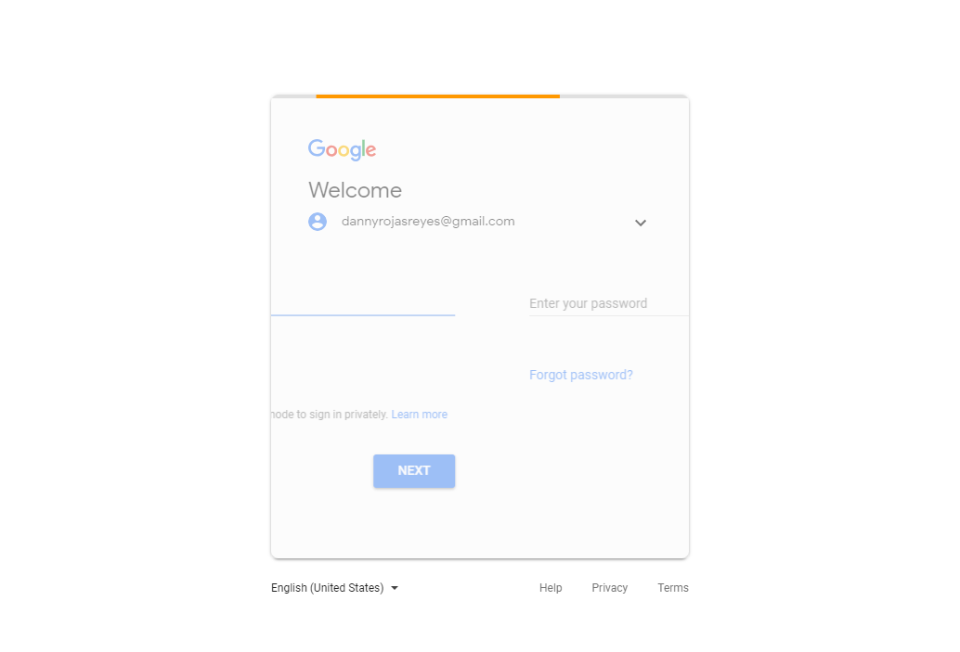 Google
Welcome
dannyrojasreyes@gmail.com
Enter your password
Forgot password?
node to sign in privately. Learn more
NEXT
English (United States)
Help Privacy Terms